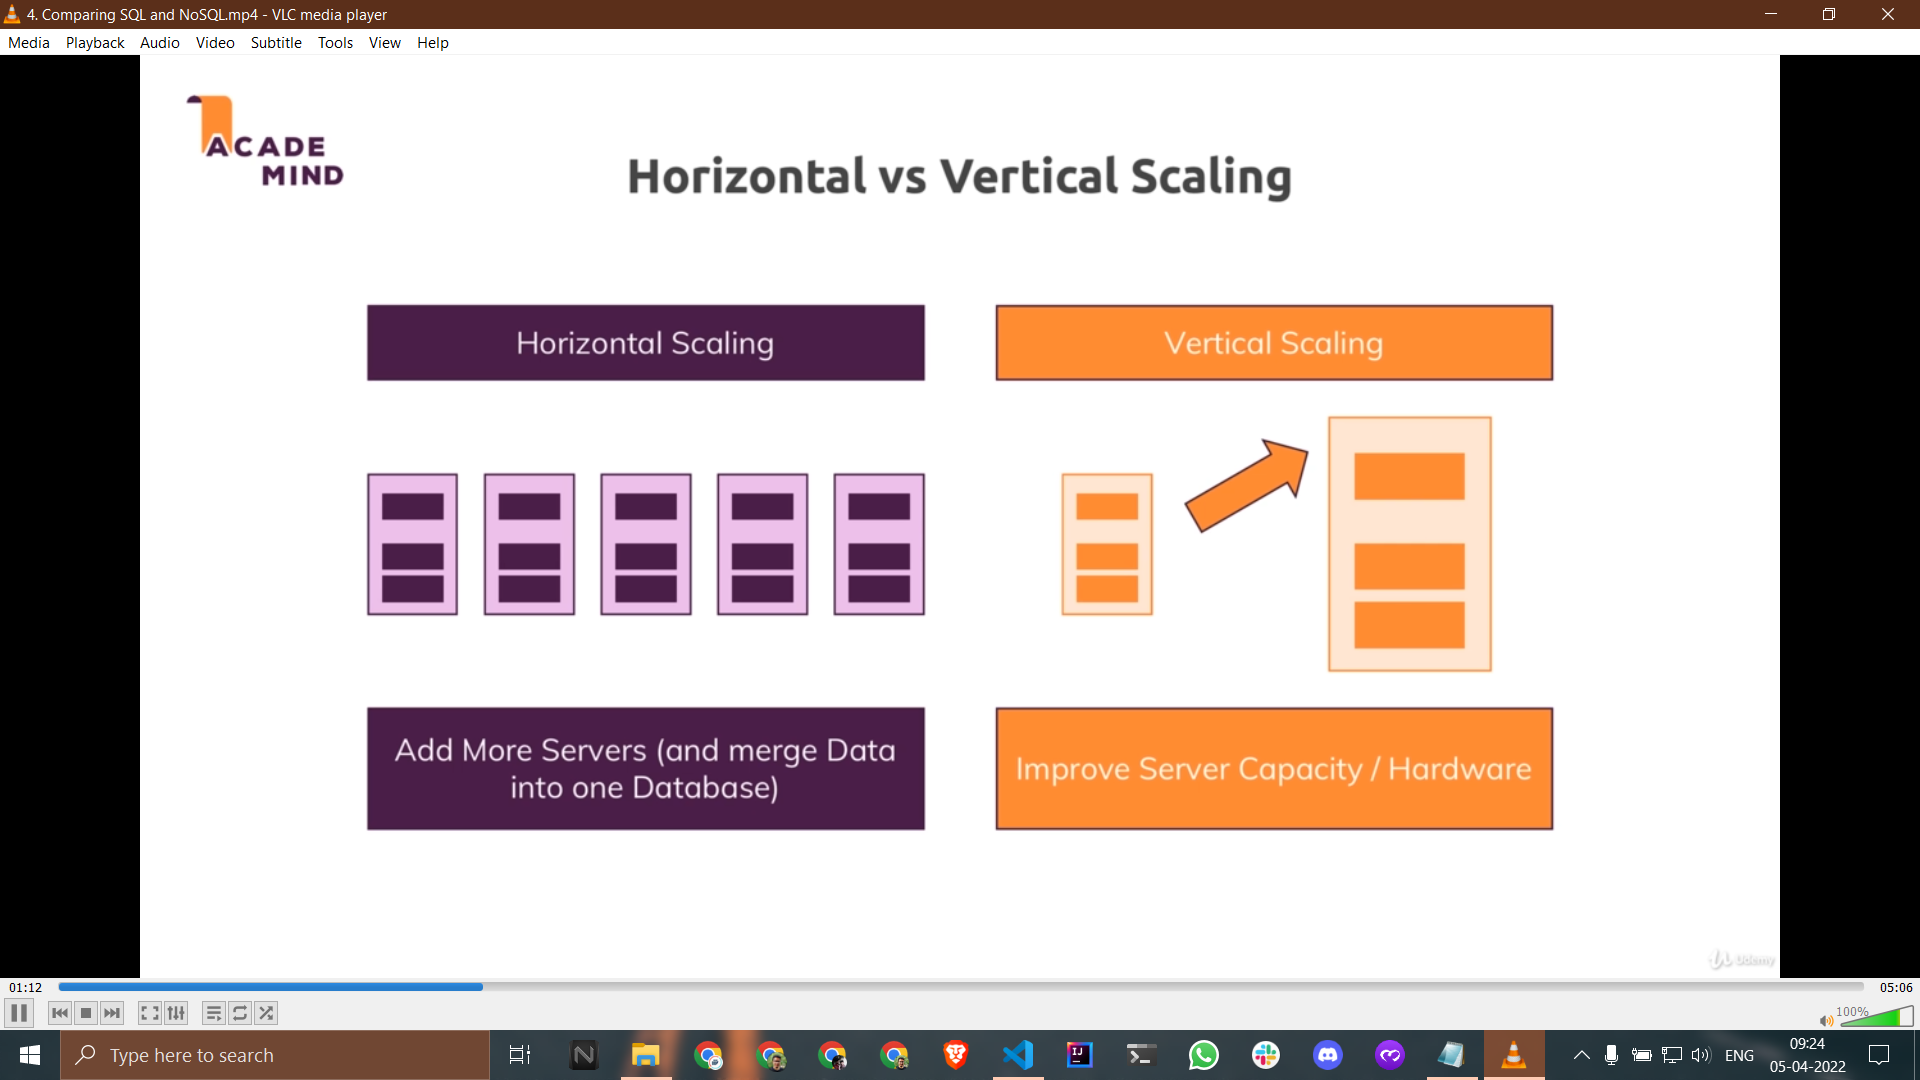 4. Comparing SQL and NoSQL.mp4 - VLC media player
Media Playback Audio Video Subtitle Tools View Help
ACADE
MIND
Horizontal vs Vertical Scaling
Horizontal Scaling
Vertical Scaling
Add More Servers (and merge Data
into one Database)
Improve Server Capacity / Hardware
Udemy
01:12
05:06
100%
Type here to search
N
IJ
ENG
09:24
05-04-2022